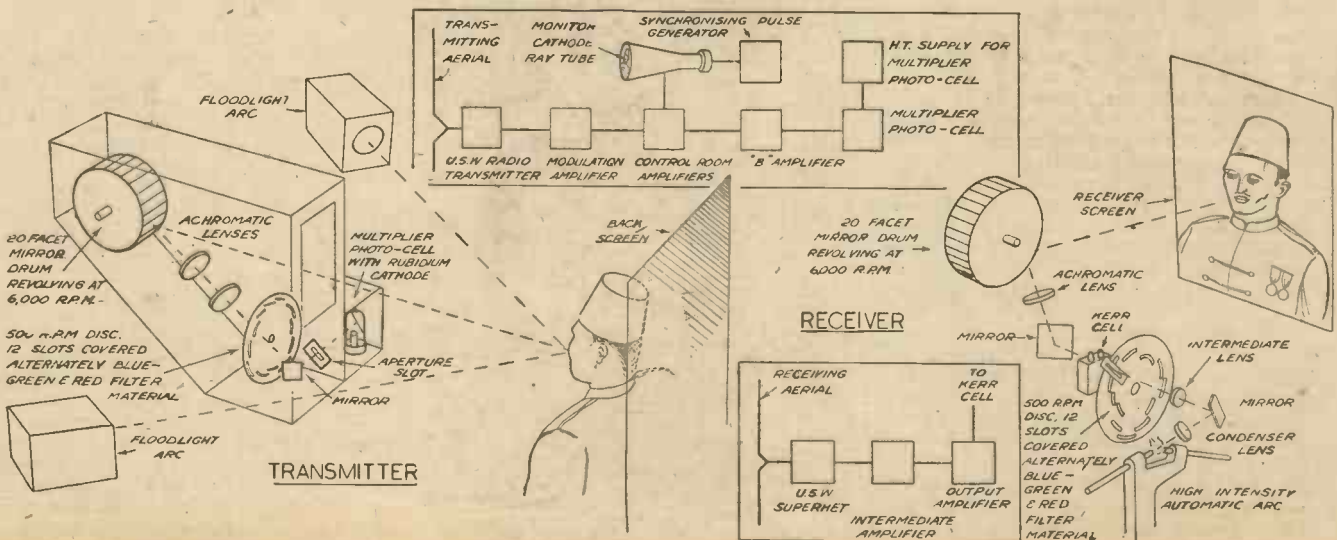 TRANS-
MITTING
AERIAL
MONITOR
CATHODE
RAY TUBE
SYNCHRONISING PULSE
GENERATOR
H.T. SUPPLY FOR
MULTIPLIER
PHOTO-CELL
MULTIPLIER
PHOTO-CELL
U.S.W RADIO
TRANSMITTER
MODULATION
AMPLIFIER
CONTROL ROOM
AMPLIFIERS
"B" AMPLIFIER
FLOODLIGHT
ARC
ACHROMATIC
LENSES
20 FACET
MIRROR
DRUM
REVOLVING AT
6,000 R.P.M.
MULTIPLIER
PHOTO-CELL
WITH RUBIDIUM
CATHODE
500 R.P.M DISC.
12 SLOTS COVERED
ALTERNATELY BLUE-
GREEN & RED FILTER
MATERIAL
APERTURE
SLOT
MIRROR
FLOODLIGHT
ARC
TRANSMITTER
BACK
SCREEN
20 FACET
MIRROR DRUM
REVOLVING AT
6,000 R.P.M.
RECEIVER
SCREEN
ACHROMATIC
LENS
RECEIVER
MIRROR
KERR
CELL
INTERMEDIATE
LENS
MIRROR
CONDENSER
LENS
HIGH INTENSITY
AUTOMATIC ARC
500 RPM
DISC. 12
SLOTS
COVERED
ALTERNATELY
BLUE-
GREEN
& RED
FILTER
MATERIAL
RECEIVING
AERIAL
TO
KERR
CELL
U.S.W
SUPERHET
INTERMEDIATE
AMPLIFIER
OUTPUT
AMPLIFIER